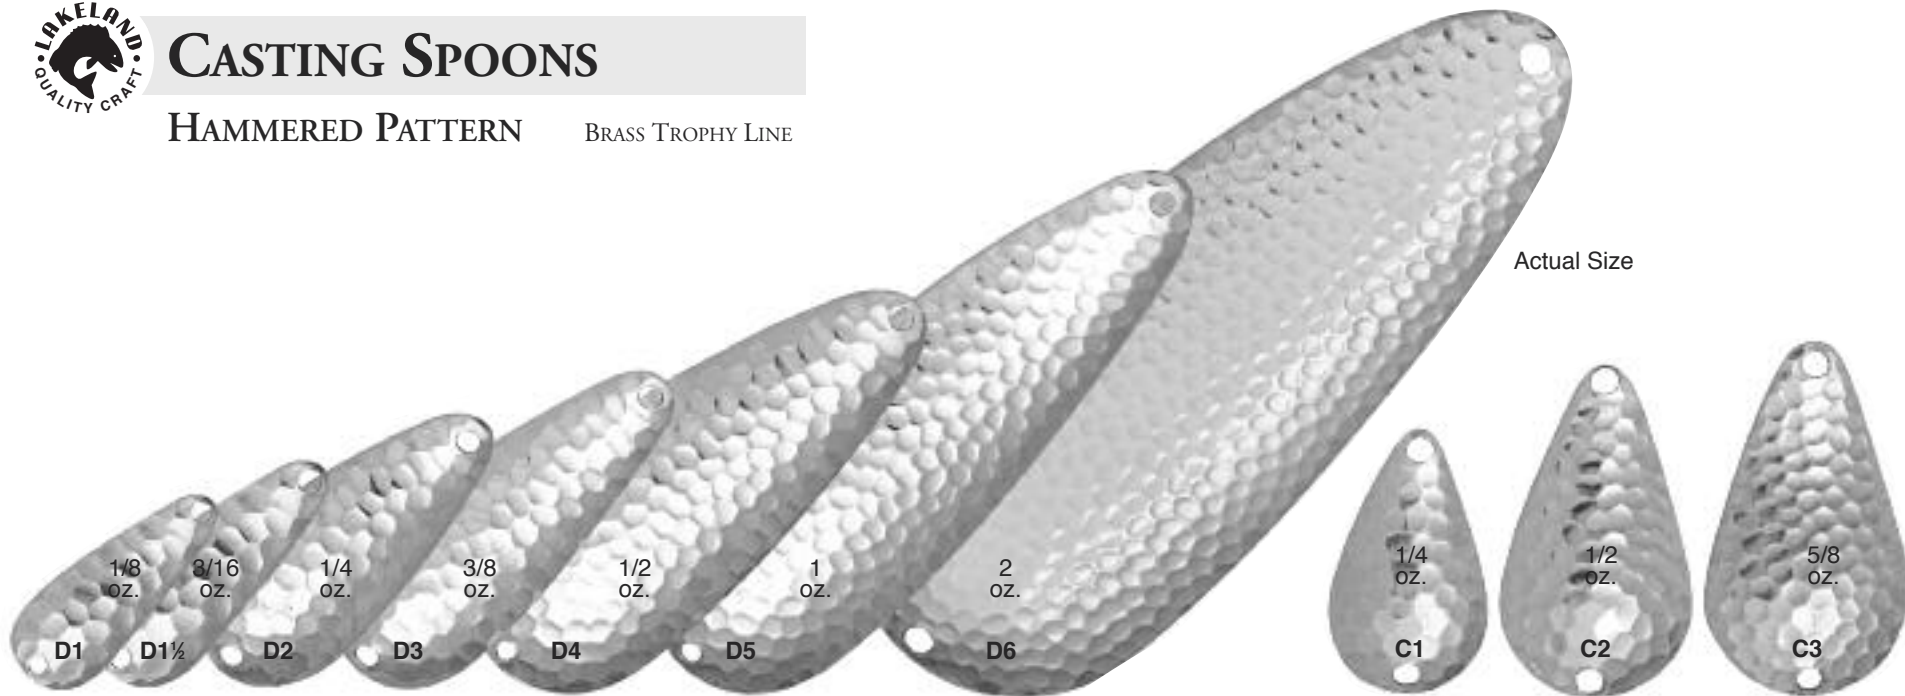 LAKELAND
QUALITY CRAFT
CASTING SPOONS
HAMMERED PATTERN BRASS TROPHY LINE
Actual Size
1/8 oz.
D1
3/16 oz.
D1½
1/4 oz.
D2
3/8 oz.
D3
1/2 oz.
D4
1 oz.
D5
2 oz.
D6
1/4 oz.
C1
1/2 oz.
C2
5/8 oz.
C3